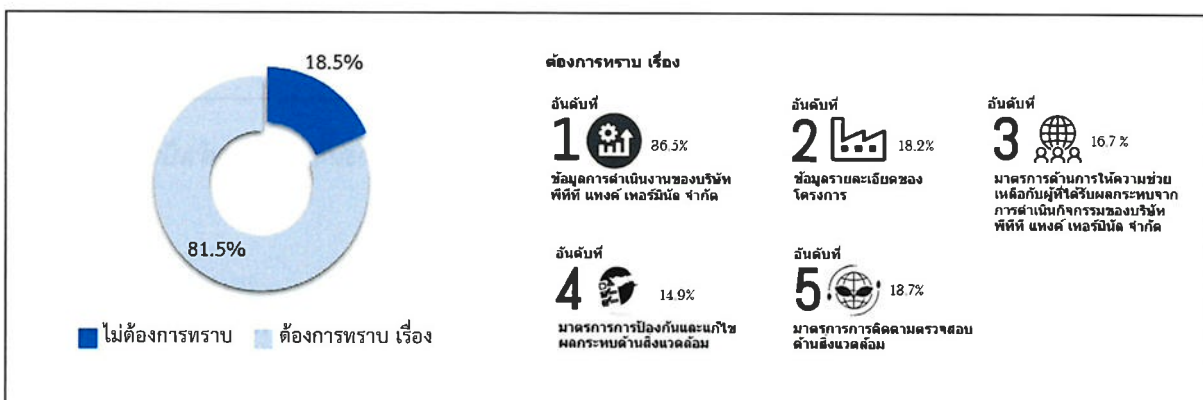 18.5%
81.5%
ไม่ต้องการทราบ
ต้องการทราบ เรื่อง
ต้องการทราบ เรื่อง
อันดับที่
1 36.5%
ข้อมูลการดำเนินงานของบริษัท
พีทีที แทงค์ เทอร์มินัล จำกัด
อันดับที่
2 18.2%
ข้อมูลรายละเอียดของ
โครงการ
อันดับที่
3 16.7 %
มาตรการด้านการให้ความช่วย
เหลือกับผู้ที่ได้รับผลกระทบจาก
การดำเนินกิจกรรมของบริษัท
พีทีที แทงค์ เทอร์มินัล จำกัด
อันดับที่
4 14.9%
มาตรการการป้องกันและแก้ไข
ผลกระทบด้านสิ่งแวดล้อม
อันดับที่
5 13.7%
มาตรการการติดตามตรวจสอบ
ด้านสิ่งแวดล้อม